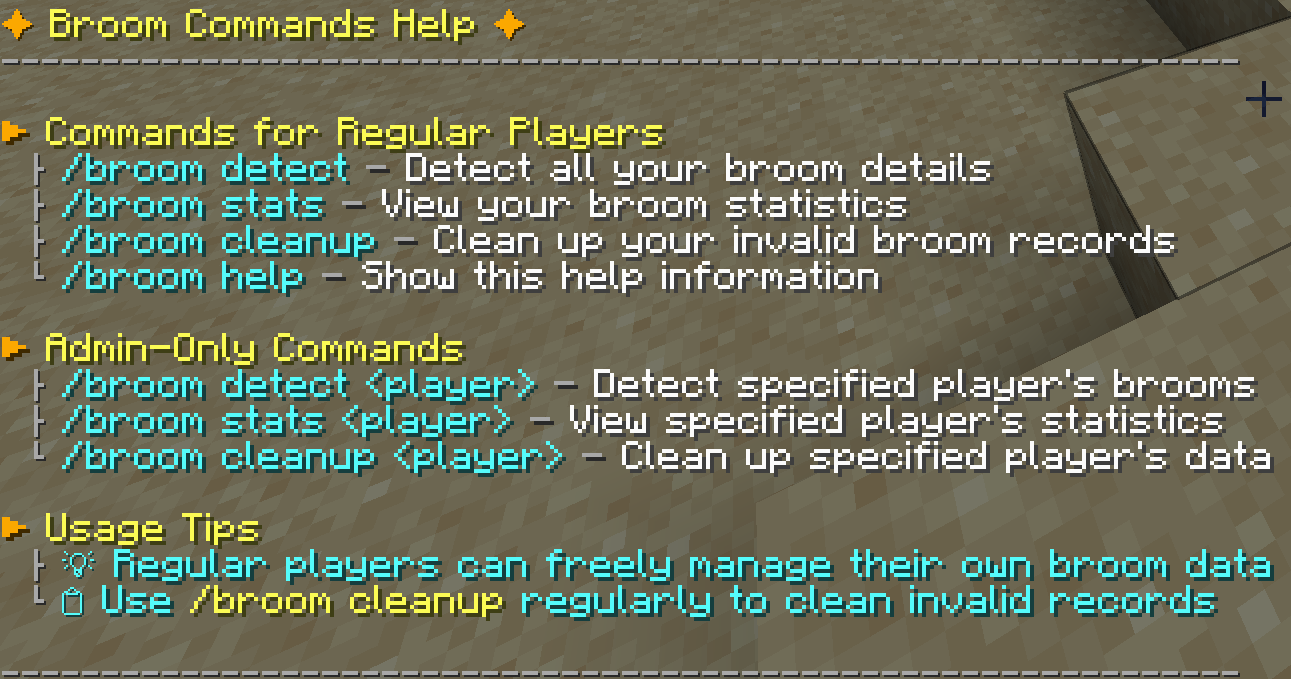 ✦ Broom Commands Help ✦
► Commands for Regular Players
├ /broom detect – Detect all your broom details
├ /broom stats – View your broom statistics
├ /broom cleanup – Clean up your invalid broom records
└ /broom help – Show this help information
► Admin-Only Commands
├ /broom detect <player> – Detect specified player's brooms
├ /broom stats <player> – View specified player's statistics
└ /broom cleanup <player> – Clean up specified player's data
► Usage Tips
├ 💡 Regular players can freely manage their own broom data
└ 📋 Use /broom cleanup regularly to clean invalid records